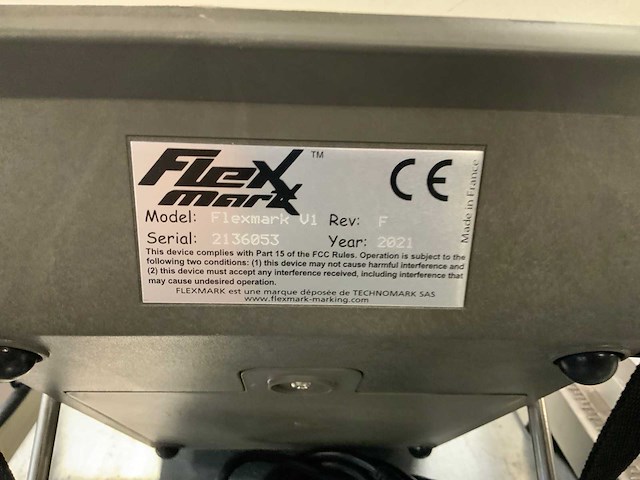 FLeXX ™
marK
CE
Made in France
Model: Flexmark V1 Rev: F
Serial: 2136053 Year: 2021
This device complies with Part 15 of the FCC Rules. Operation is subject to the
following two conditions: (1) this device may not cause harmful interference and
(2) this device must accept any interference received, including interference that
may cause undesired operation.
FLEXMARK est une marque déposée de TECHNOMARK SAS
www.flexmark-marking.com